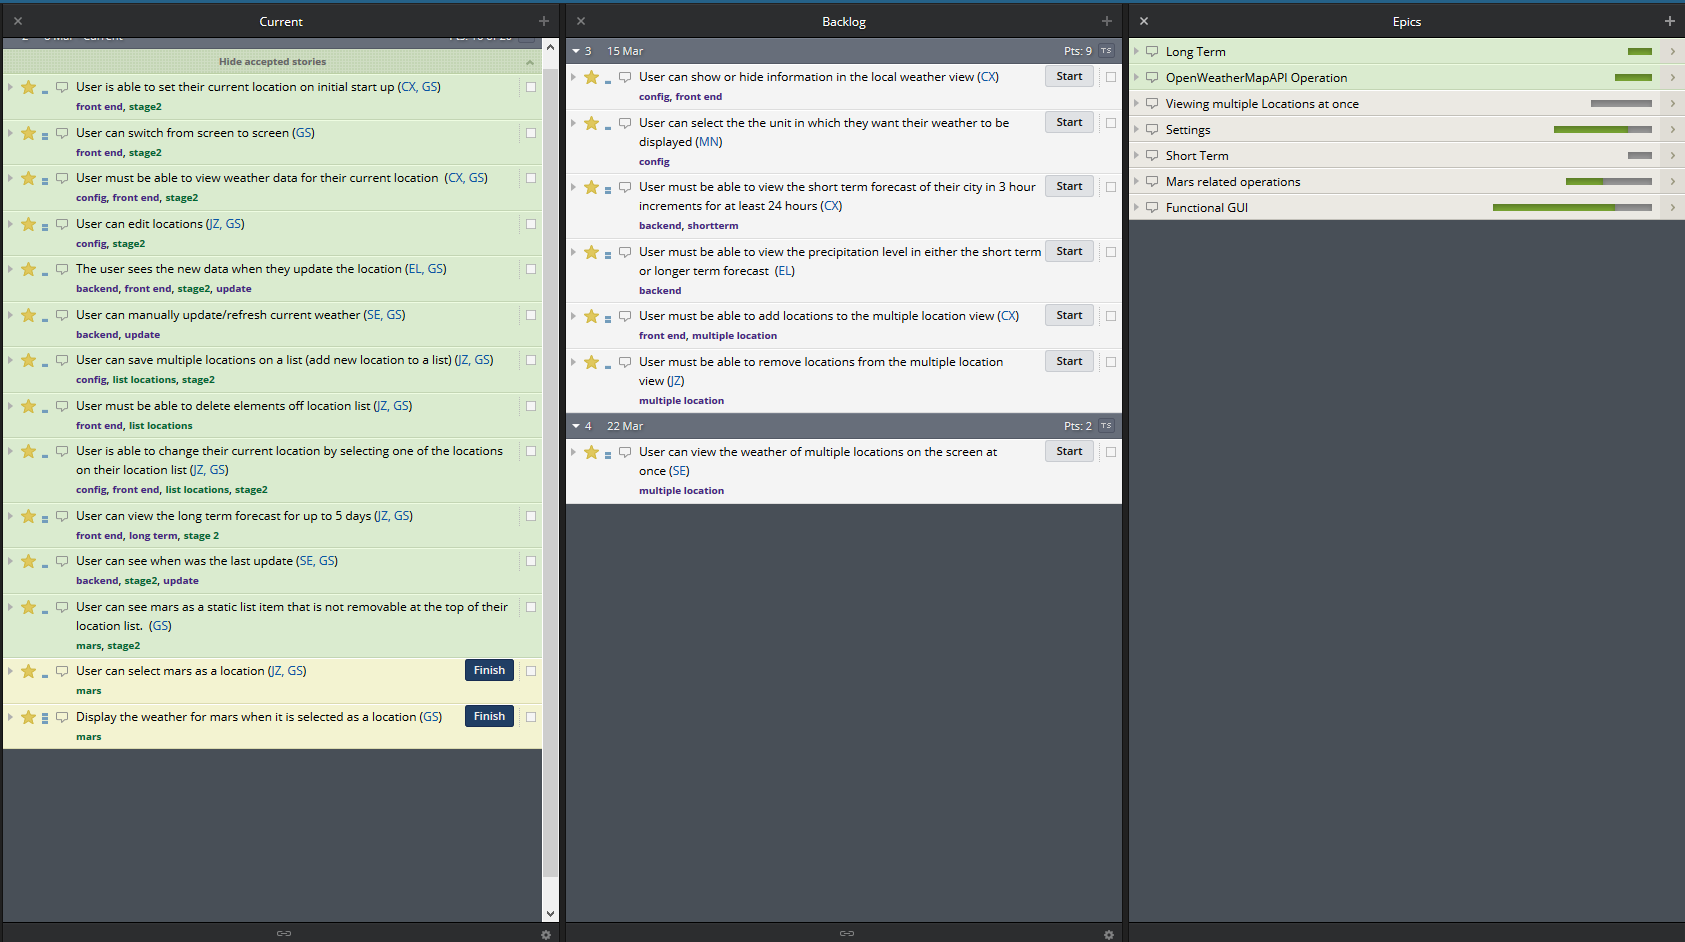 Current
Hide accepted stories
User is able to set their current location on initial start up (CX, GS)
front end, stage2
User can switch from screen to screen (GS)
front end, stage2
User must be able to view weather data for their current location (CX, GS)
config, front end, stage2
User can edit locations (JZ, GS)
config, stage2
The user sees the new data when they update the location (EL, GS)
backend, front end, stage2, update
User can manually update/refresh current weather (SE, GS)
backend, update
User can save multiple locations on a list (add new location to a list) (JZ, GS)
config, list locations, stage2
User must be able to delete elements off location list (JZ, GS)
front end, list locations
User is able to change their current location by selecting one of the locations
on their location list (JZ, GS)
config, front end, list locations, stage2
User can view the long term forecast for up to 5 days (JZ, GS)
front end, long term, stage 2
User can see when was the last update (SE, GS)
backend, stage2, update
User can see mars as a static list item that is not removable at the top of their
location list. (GS)
mars, stage2
User can select mars as a location (JZ, GS) Finish
mars
Display the weather for mars when it is selected as a location (GS) Finish
mars
Backlog
3 15 Mar Pts: 9 TS
User can show or hide information in the local weather view (CX) Start
config, front end
User can select the the unit in which they want their weather to be Start
displayed (MN)
config
User must be able to view the short term forecast of their city in 3 hour Start
increments for at least 24 hours (CX)
backend, shortterm
User must be able to view the precipitation level in either the short term Start
or longer term forecast (EL)
backend
User must be able to add locations to the multiple location view (CX) Start
front end, multiple location
User must be able to remove locations from the multiple location Start
view (JZ)
multiple location
4 22 Mar Pts: 2 TS
User can view the weather of multiple locations on the screen at Start
once (SE)
multiple location
Epics
Long Term
OpenWeatherMapAPI Operation
Viewing multiple Locations at once
Settings
Short Term
Mars related operations
Functional GUI